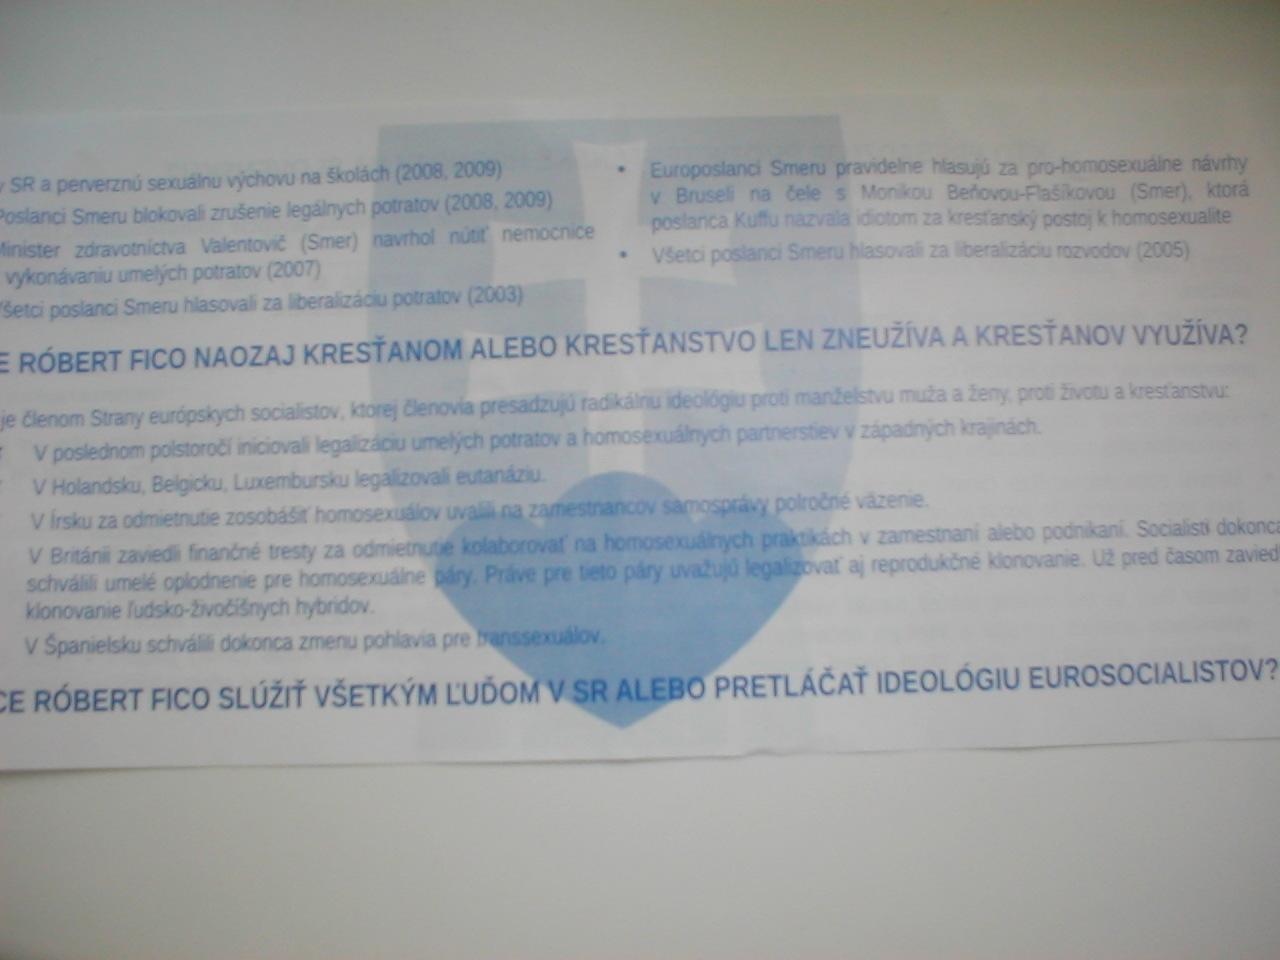 SR a perverznú sexuálnu výchovu na školách (2008, 2009)
Poslanci Smeru blokovali zrušenie legálnych potratov (2008, 2009)
Minister zdravotníctva Valentovič (Smer) navrhol nútiť nemocnice
vykonávaniu umelých potratov (2007)
Všetci poslanci Smeru hlasovali za liberalizáciu potratov (2003)
• Europoslanci Smeru pravidelne hlasujú za pro-homosexuálne návrhy
v Bruseli na čele s Monikou Beňovou-Flašíkovou (Smer), ktorá
poslanca Kuffu nazvala idiotom za kresťanský postoj k homosexualite
• Všetci poslanci Smeru hlasovali za liberalizáciu rozvodov (2005)
E RÓBERT FICO NAOZAJ KRESŤANOM ALEBO KRESŤANSTVO LEN ZNEUŽÍVA A KRESŤANOV VYUŽÍVA?
je členom Strany európskych socialistov, ktorej členovia presadzujú radikálnu ideológiu proti manželstvu muža a ženy, proti životu a kresťanstvu:
V poslednom polstoročí iniciovali legalizáciu umelých potratov a homosexuálnych partnerstiev v západných krajinách.
V Holandsku, Belgicku, Luxembursku legalizovali eutanáziu.
V Írsku za odmietnutie zosobášiť homosexuálov uvalili na zamestnancov samosprávy polročné väzenie.
V Británii zaviedli finančné tresty za odmietnutie kolaborovať na homosexuálnych praktikách v zamestnaní alebo podnikaní. Socialisti dokonca
schválili umelé oplodnenie pre homosexuálne páry. Práve pre tieto páry uvažujú legalizovať aj reprodukčné klonovanie. Už pred časom zavied
klonovanie ľudsko-živočíšnych hybridov.
V Španielsku schválili dokonca zmenu pohlavia pre transsexuálov.
CE RÓBERT FICO SLÚŽIŤ VŠETKÝM ĽUĎOM V SR ALEBO PRETLÁČAŤ IDEOLÓGIU EUROSOCIALISTOV?